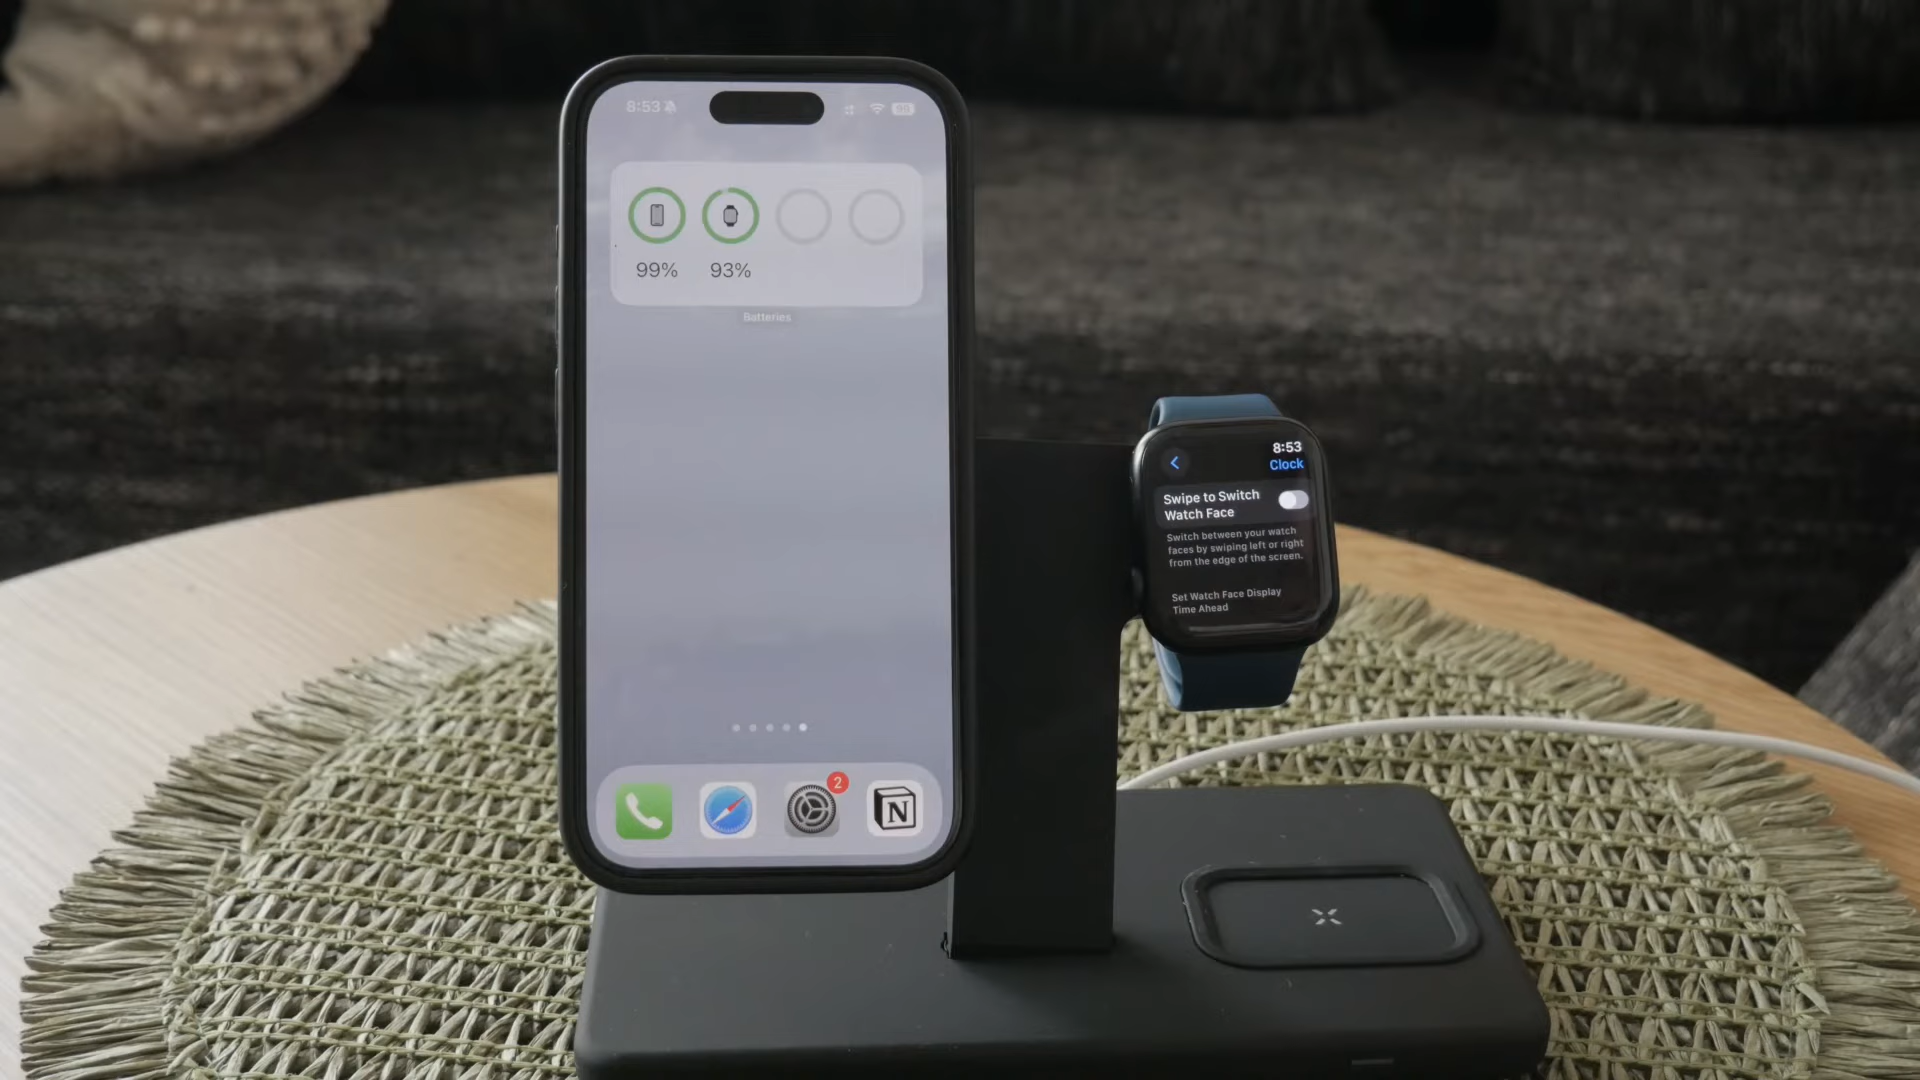 8:53
99
99%
93%
Batteries
2
N
8:53
Clock
Swipe to Switch
Watch Face
Switch between your watch
faces by swiping left or right
from the edge of the screen.
Set Watch Face Display
Time Ahead